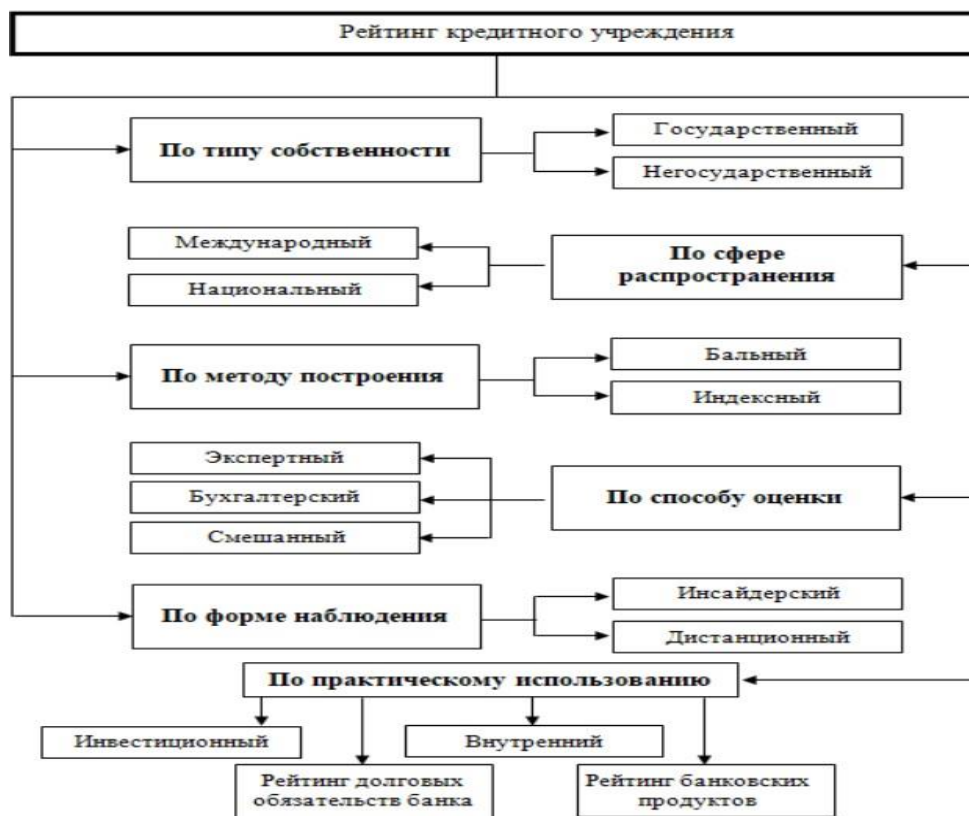 Рейтинг кредитного учреждения
По типу собственности
Государственный
Негосударственный
Международный
Национальный
По сфере
распространения
По методу построения
Бальный
Индексный
Экспертный
Бухгалтерский
Смешанный
По способу оценки
По форме наблюдения
Инсайдерский
Дистанционный
По практическому использованию
Инвестиционный
Внутренний
Рейтинг долговых
обязательств банка
Рейтинг банковских
продуктов